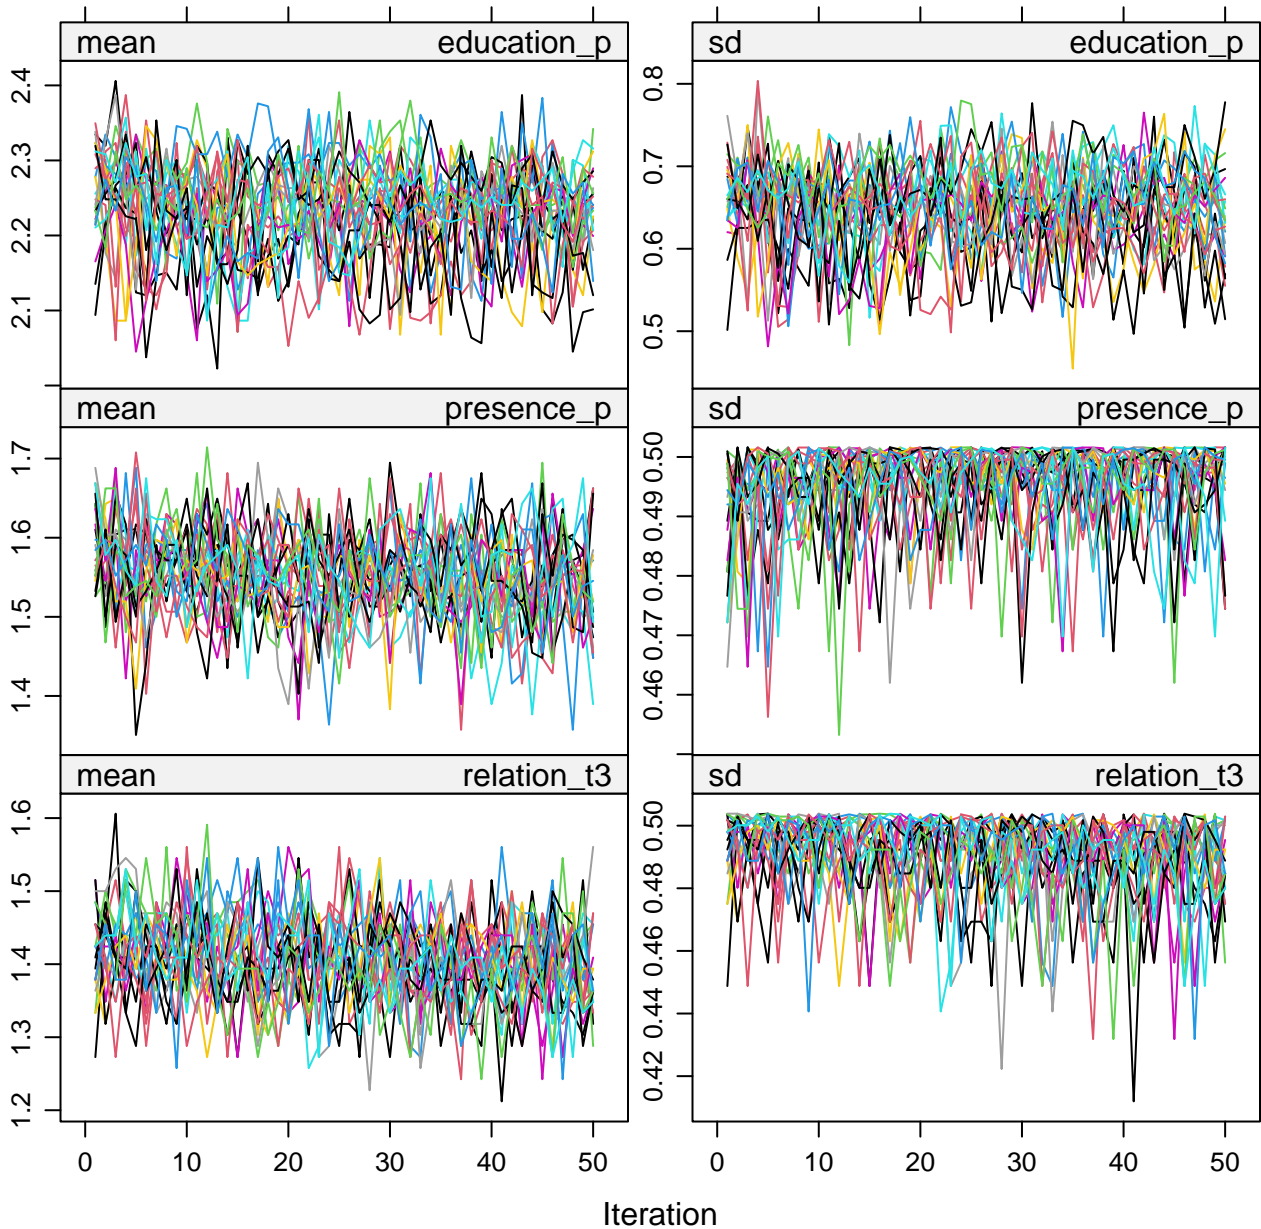 mean education_p sd education_p
2.4 0.8
2.3 0.7
2.2 0.6
2.1 0.5
mean presence_p sd presence_p
1.7 0.50
1.6 0.49
1.5 0.48
1.4 0.47
0.46
mean relation_t3 sd relation_t3
1.6 0.50
1.5 0.48
1.4 0.46
1.3 0.44
1.2 0.42
0 10 20 30 40 50 0 10 20 30 40 50
Iteration